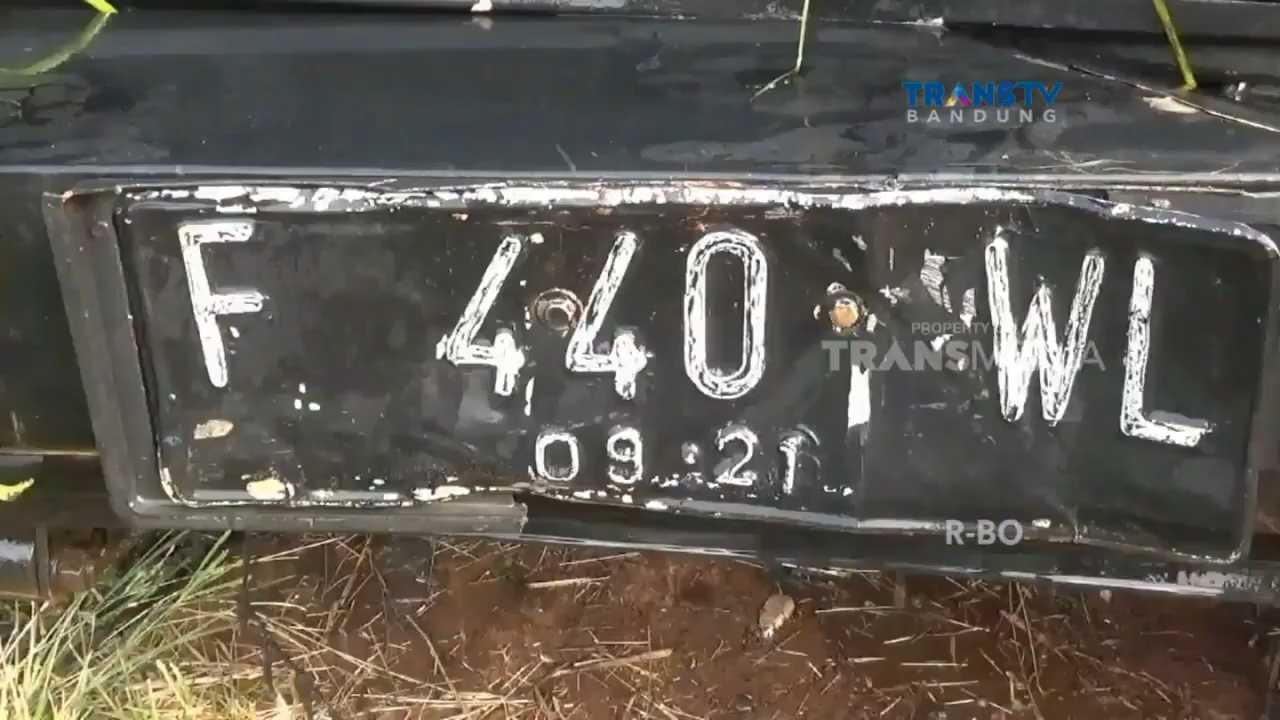 TRANSTV
BANDUNG
F 440 WL
PROPERTY
TRANSMEDIA
09·21
R-BO